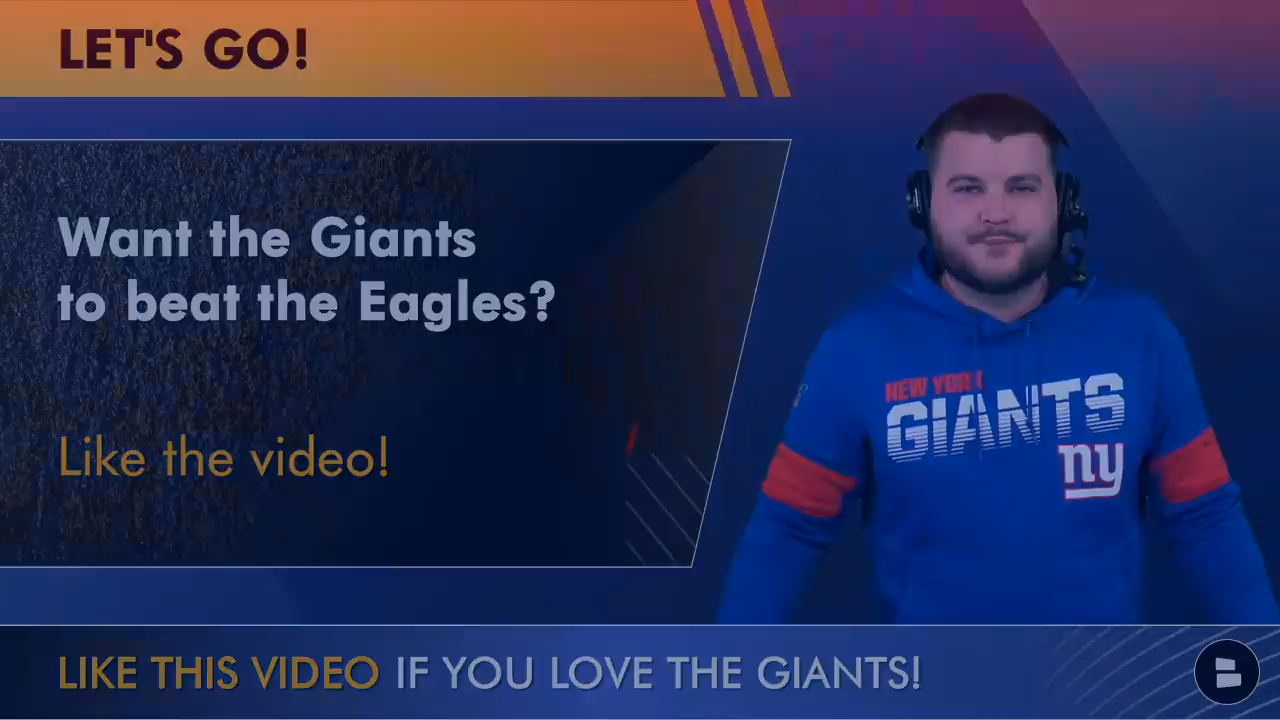 LET'S GO!
Want the Giants
to beat the Eagles?
Like the video!
NEW YORK
GIANTS
ny
LIKE THIS VIDEO IF YOU LOVE THE GIANTS!